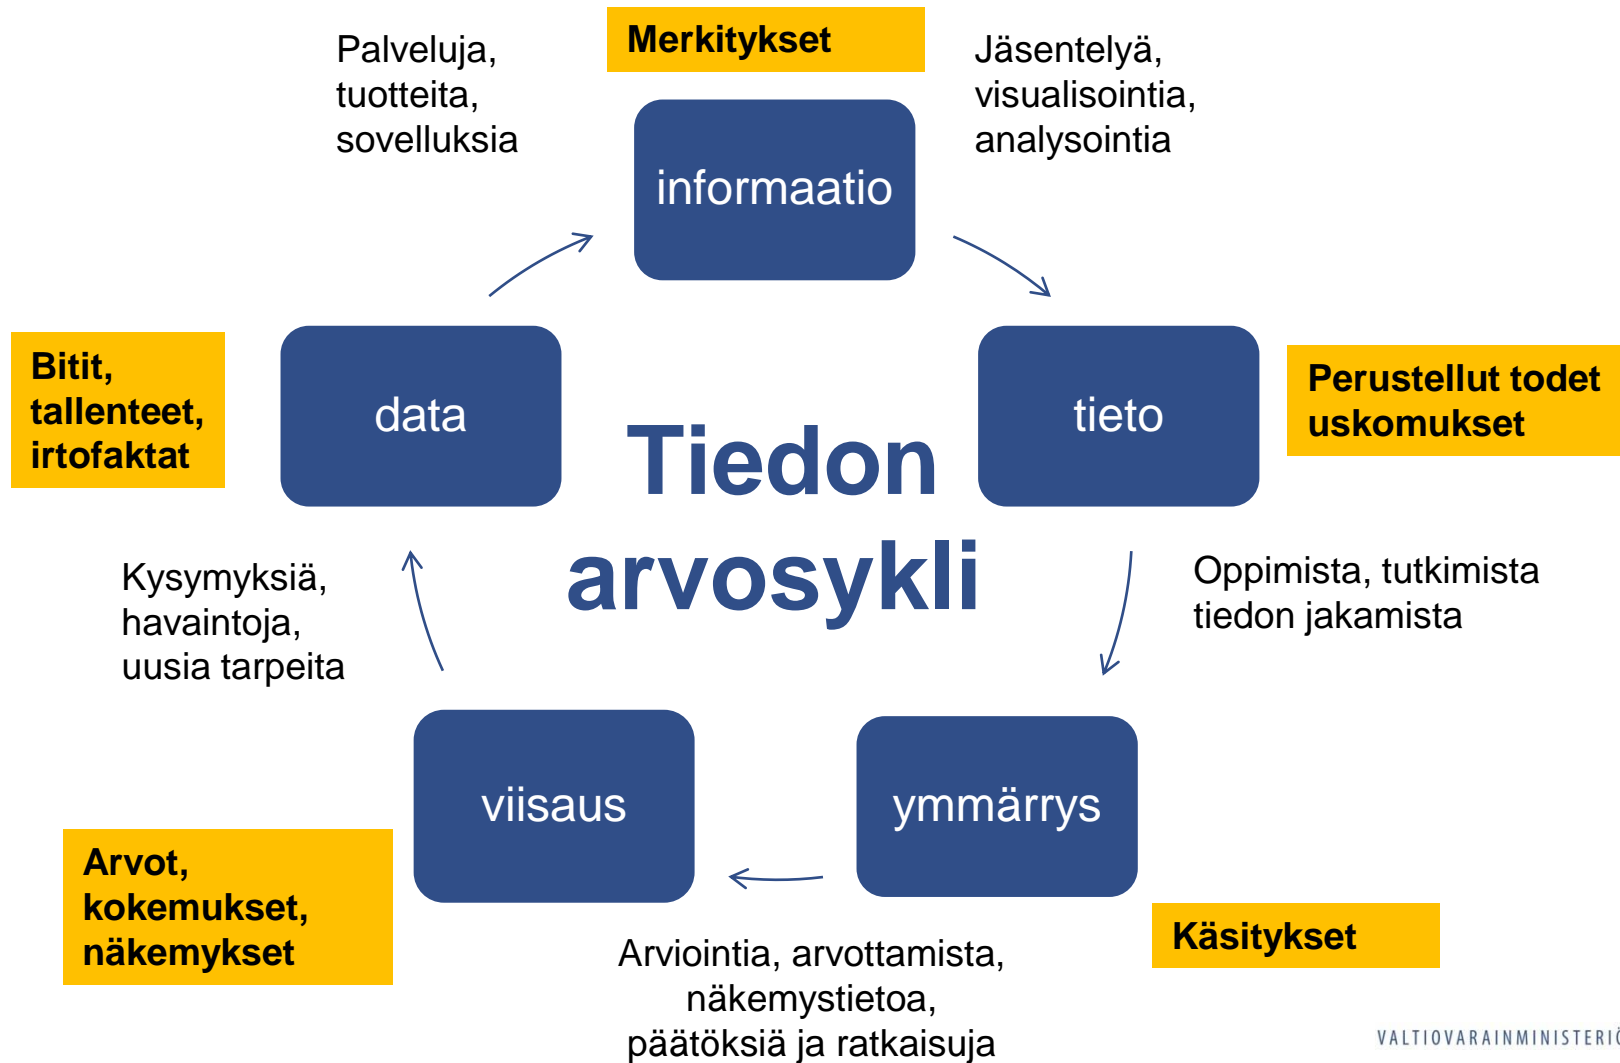 Merkitykset
Palveluja,
tuotteita,
sovelluksia
Jäsentelyä,
visualisointia,
analysointia
informaatio
Bitit,
tallenteet,
irtofaktat
data
tieto
Perustellut todet
uskomukset
Tiedon
arvosykli
Kysymyksiä,
havaintoja,
uusia tarpeita
Oppimista, tutkimista
tiedon jakamista
viisaus
ymmärrys
Arvot,
kokemukset,
näkemykset
Käsitykset
Arviointia, arvottamista,
näkemystietoa,
päätöksiä ja ratkaisuja
VALTIOVARAINMINISTERIÖ